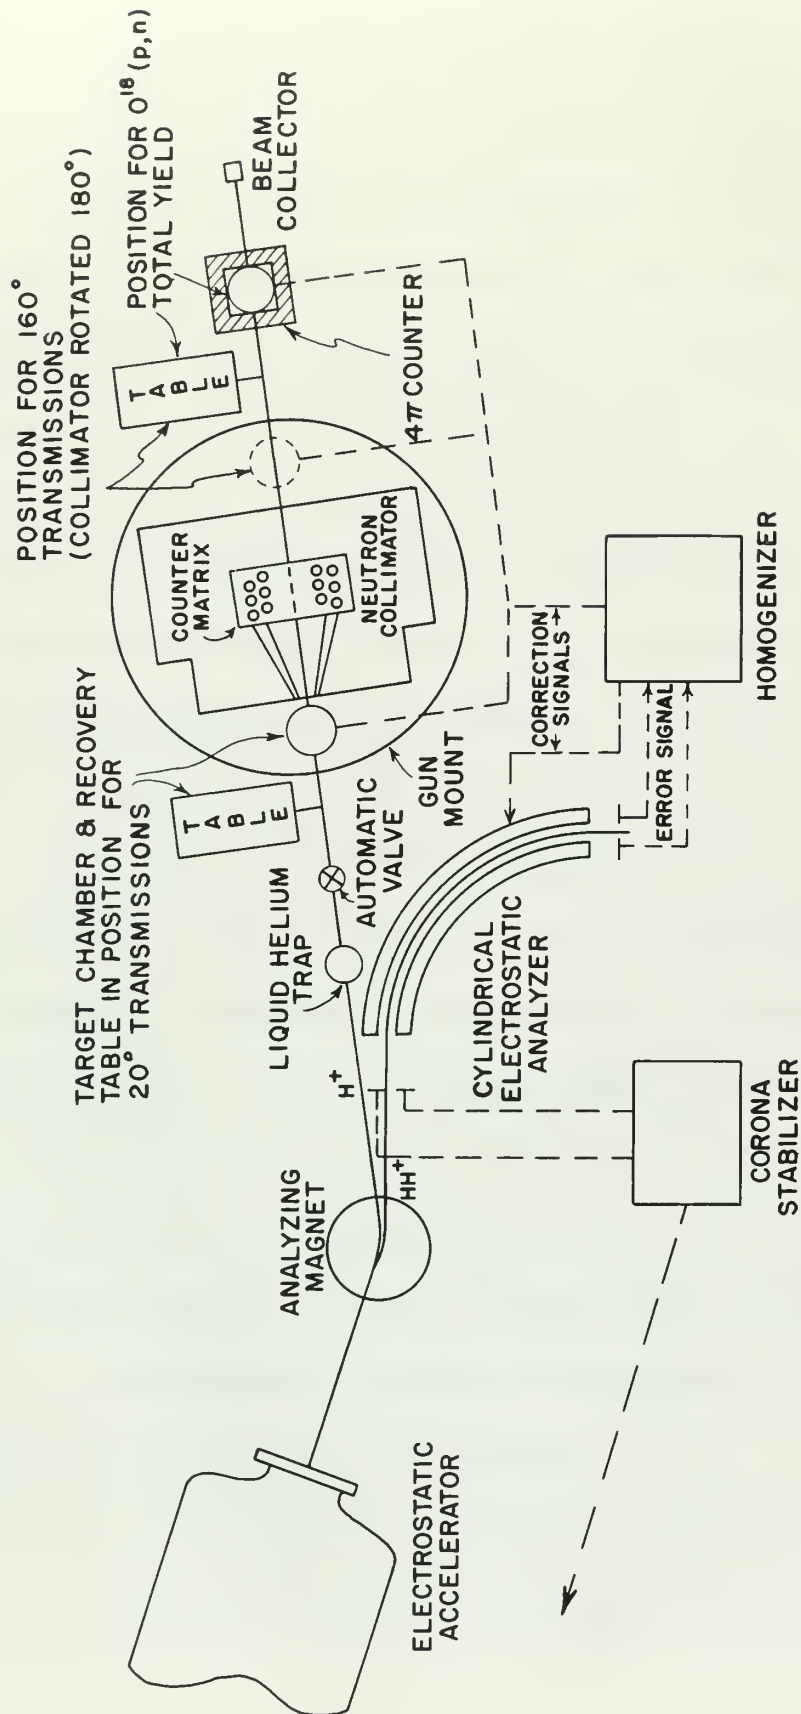 POSITION FOR 160°
TRANSMISSIONS
(COLLIMATOR ROTATED 180°)
POSITION FOR O¹⁸(p,n)
TOTAL YIELD
TARGET CHAMBER & RECOVERY
TABLE IN POSITION FOR
20° TRANSMISSIONS
TABLE
TABLE
BEAM
COLLECTOR
COUNTER
MATRIX
NEUTRON
COLLIMATOR
4π COUNTER
GUN
MOUNT
LIQUID HELIUM
TRAP
AUTOMATIC
VALVE
H⁺
HH⁺
ANALYZING
MAGNET
CYLINDRICAL
ELECTROSTATIC
ANALYZER
CORRECTION
SIGNALS
ERROR SIGNAL
HOMOGENIZER
CORONA
STABILIZER
ELECTROSTATIC
ACCELERATOR